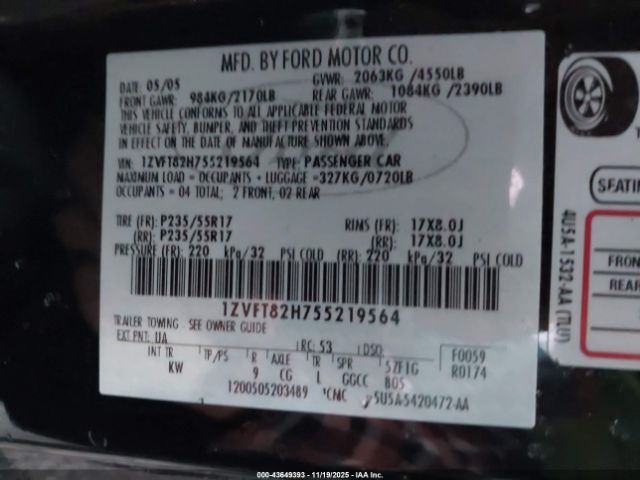 MFD. BY FORD MOTOR CO.
DATE: 05/05 GVWR: 2063KG /4550LB
FRONT GAWR: 984KG/2170LB REAR GAWR: 1084KG /2390LB
THIS VEHICLE CONFORMS TO ALL APPLICABLE FEDERAL MOTOR
VEHICLE SAFETY, BUMPER, AND THEFT PREVENTION STANDARDS
IN EFFECT ON THE DATE OF MANUFACTURE SHOWN ABOVE.
VIN: 1ZVFT82H755219564 TYPE: PASSENGER CAR
MAXIMUM LOAD = OCCUPANTS + LUGGAGE = 327KG/0720LB
OCCUPANTS = 04 TOTAL; 2 FRONT, 02 REAR
TIRE (FR): P235/55R17 RIMS (FR): 17X8.0J
(RR): P235/55R17 (RR): 17X8.0J
PRESSURE (FR): 220 kPa/32 PSI COLD (RR): 220 kPa/32 PSI COLD
1ZVFT82H755219564
TRAILER TOWING - SEE OWNER GUIDE
EXT PNT: UA RC: 53 DSO: F0059
INT TR TP/PS R AXLE TR SPR 5ZF1G R0174
KW 9 CG L GGCC 805
1200505203489 CMC 5U5A-5420472-AA
SEATI
4U5A-1532-AA (7LU)
FRON
REAR
00-43649393 — 11/19/2025 — IAA Inc.